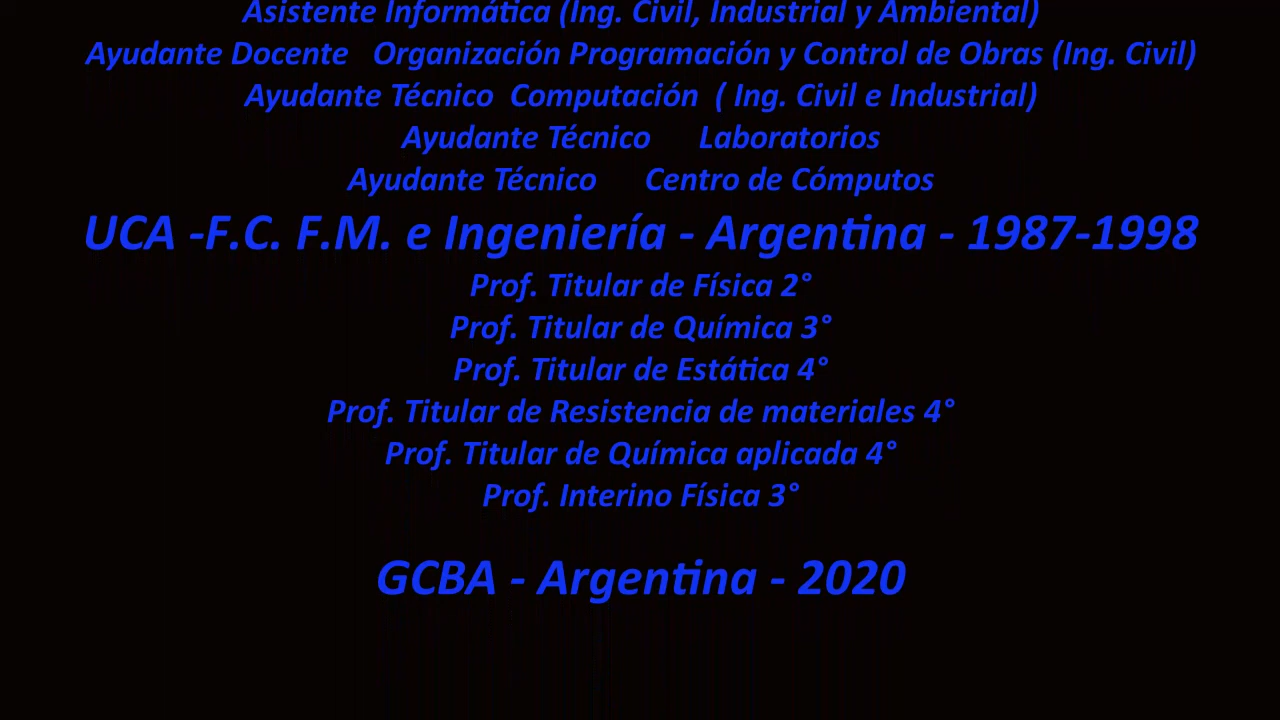 Asistente Informática (Ing. Civil, Industrial y Ambiental)
Ayudante Docente Organización Programación y Control de Obras (Ing. Civil)
Ayudante Técnico Computación ( Ing. Civil e Industrial)
Ayudante Técnico Laboratorios
Ayudante Técnico Centro de Cómputos
UCA -F.C. F.M. e Ingeniería - Argentina - 1987-1998
Prof. Titular de Física 2°
Prof. Titular de Química 3°
Prof. Titular de Estática 4°
Prof. Titular de Resistencia de materiales 4°
Prof. Titular de Química aplicada 4°
Prof. Interino Física 3°
GCBA - Argentina - 2020